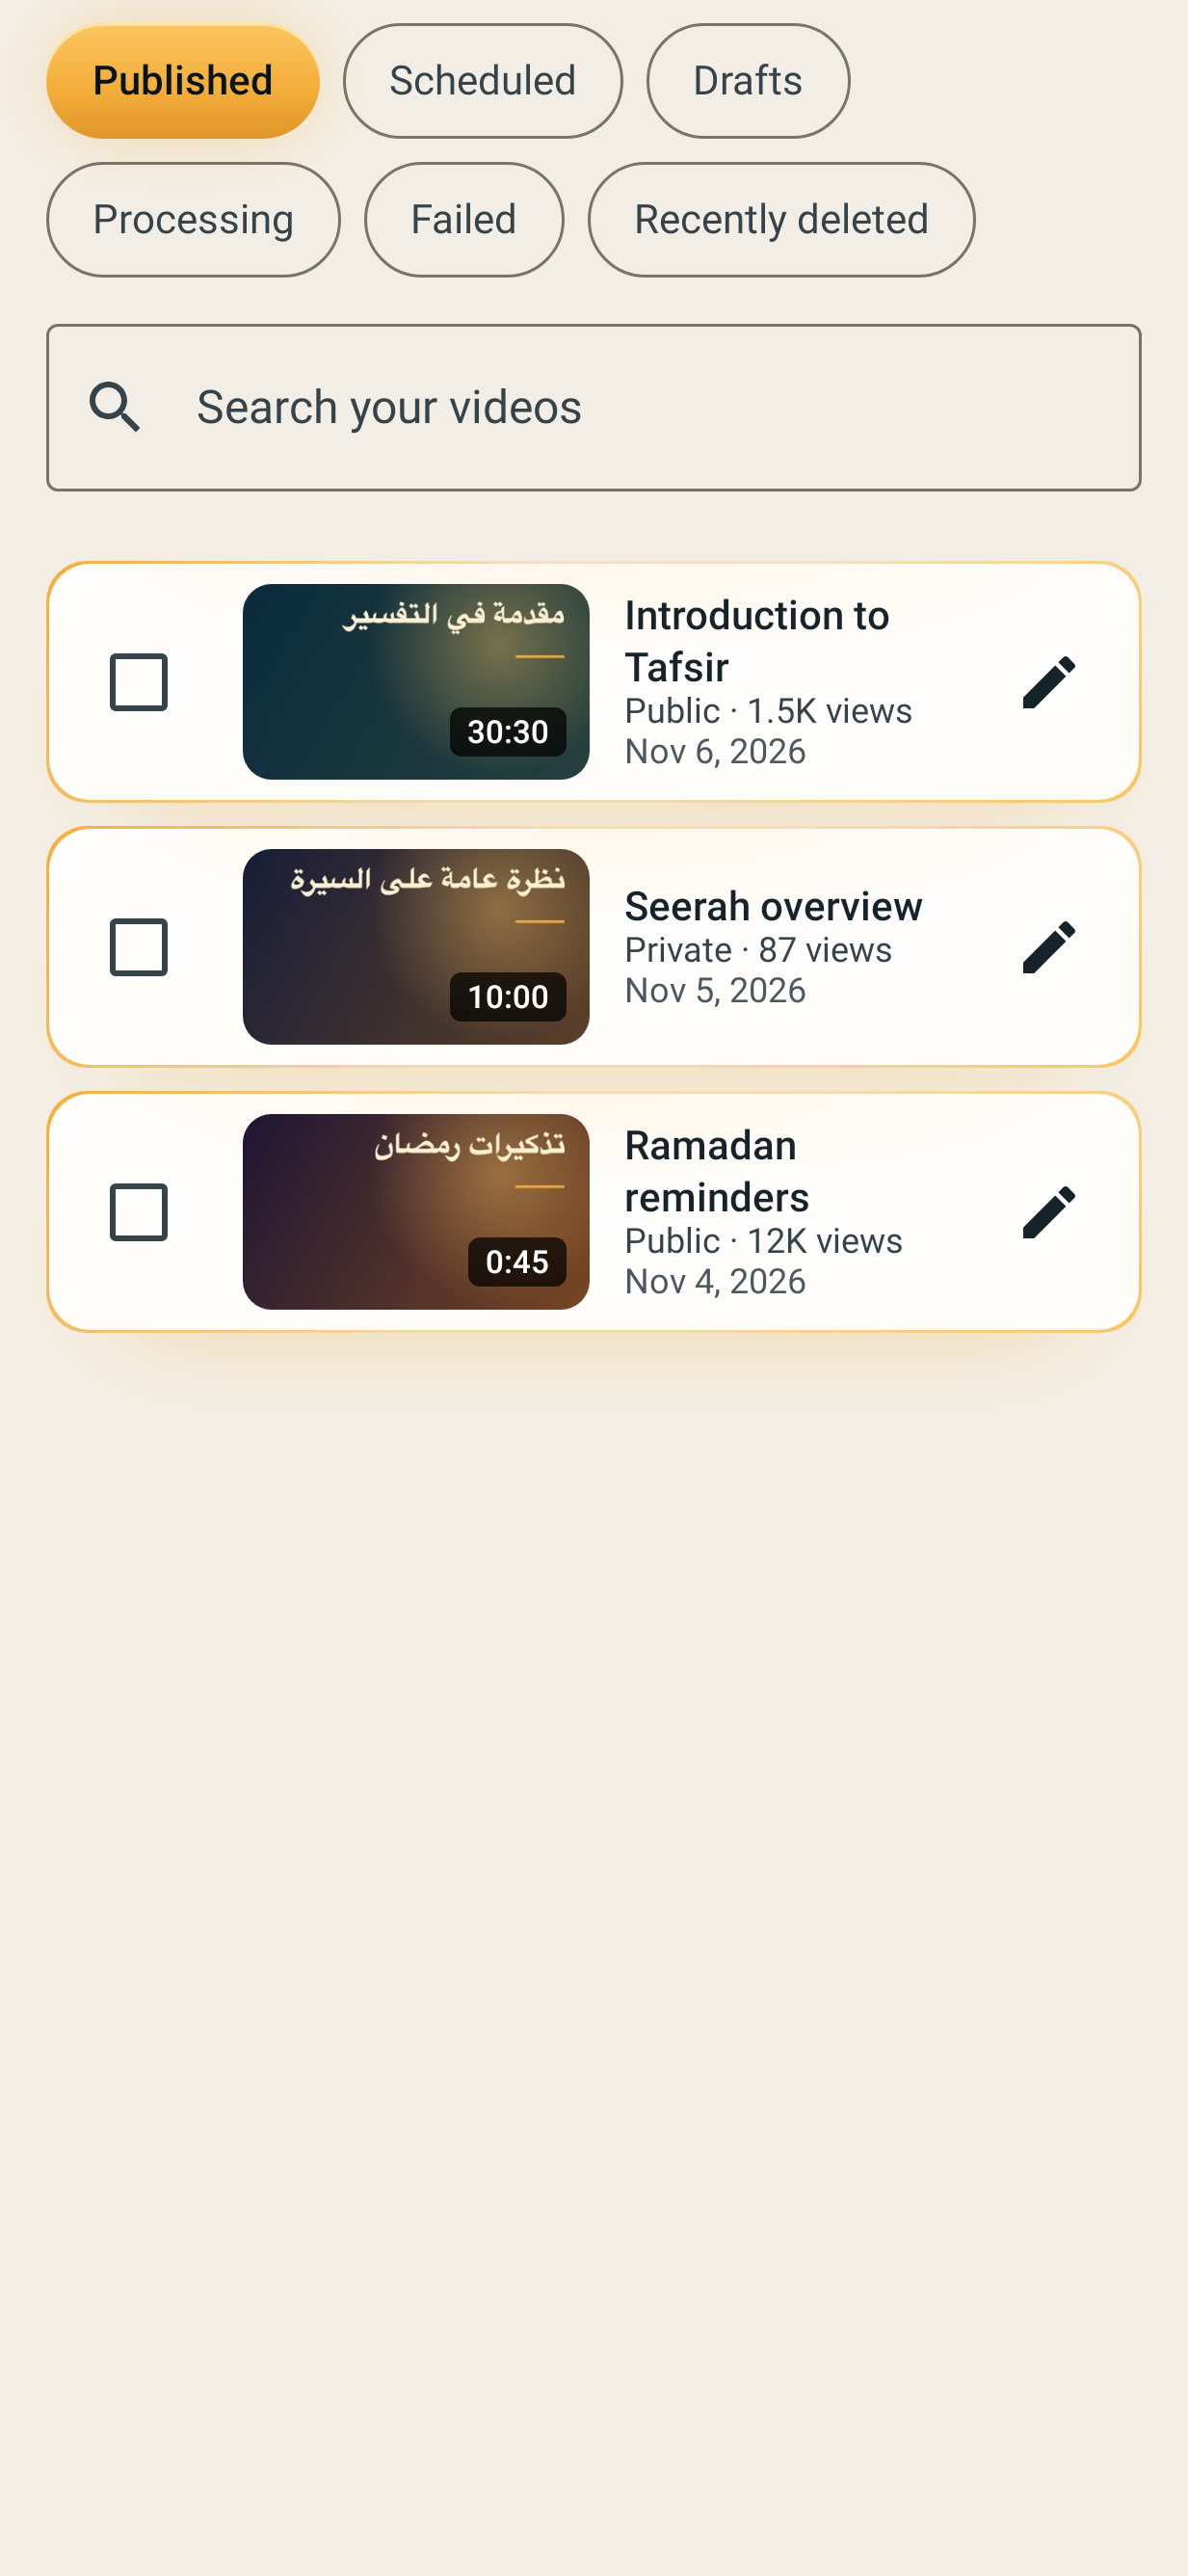 Published
Scheduled
Drafts
Processing
Failed
Recently deleted
Search your videos
مقدمة في التفسير
30:30
Introduction to
Tafsir
Public · 1.5K views
Nov 6, 2026
نظرة عامة على السيرة
10:00
Seerah overview
Private · 87 views
Nov 5, 2026
تذكيرات رمضان
0:45
Ramadan
reminders
Public · 12K views
Nov 4, 2026